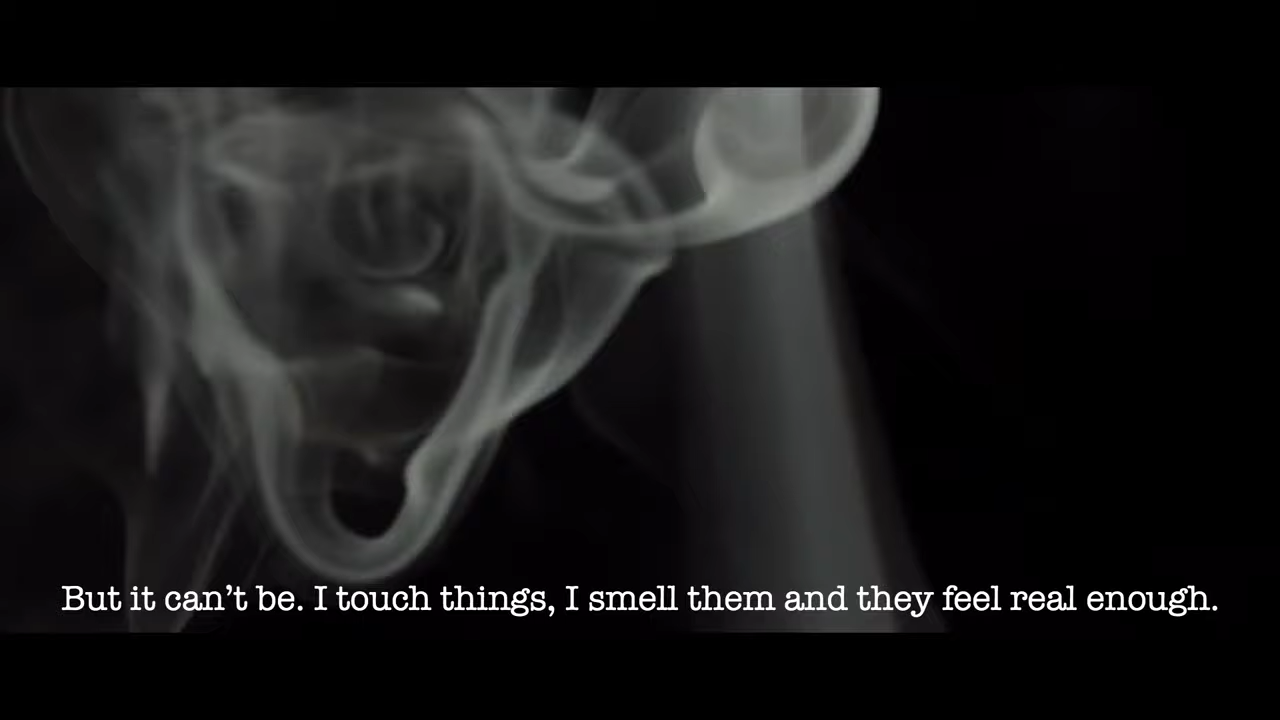 But it can’t be. I touch things, I smell them and they feel real enough.